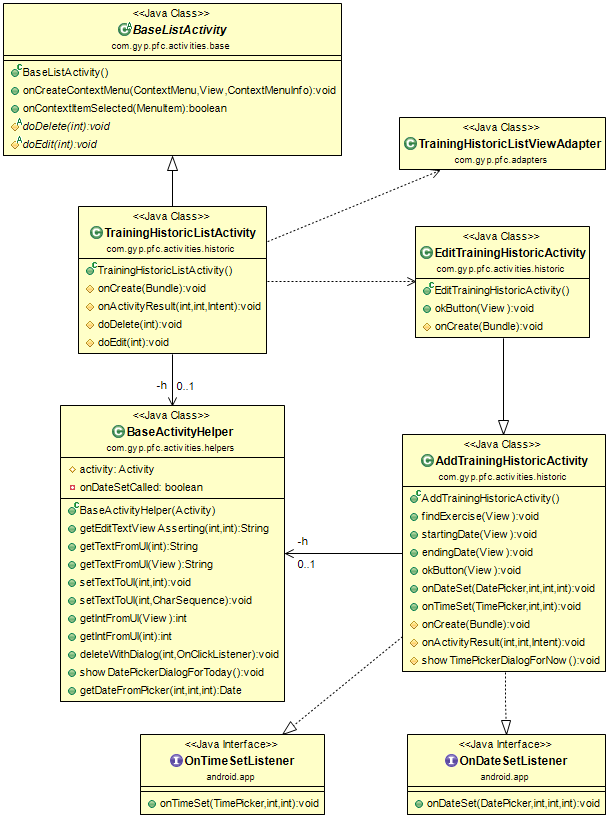 <<Java Class>>
BaseListActivity
com.gyp.pfc.activities.base
BaseListActivity()
onCreateContextMenu(ContextMenu,View,ContextMenuInfo):void
onContextItemSelected(MenuItem):boolean
doDelete(int):void
doEdit(int):void
<<Java Class>>
TrainingHistoricListViewAdapter
com.gyp.pfc.adapters
<<Java Class>>
TrainingHistoricListActivity
com.gyp.pfc.activities.historic
TrainingHistoricListActivity()
onCreate(Bundle):void
onActivityResult(int,int,Intent):void
doDelete(int):void
doEdit(int):void
<<Java Class>>
EditTrainingHistoricActivity
com.gyp.pfc.activities.historic
EditTrainingHistoricActivity()
okButton(View):void
onCreate(Bundle):void
-h 0..1
<<Java Class>>
BaseActivityHelper
com.gyp.pfc.activities.helpers
activity: Activity
onDateSetCalled: boolean
BaseActivityHelper(Activity)
getEditTextViewAsserting(int,int):String
getTextFromUI(int):String
getTextFromUI(View):String
setTextToUI(int,int):void
setTextToUI(int,CharSequence):void
getIntFromUI(View):int
getIntFromUI(int):int
deleteWithDialog(int,OnClickListener):void
showDatePickerDialogForToday():void
getDateFromPicker(int,int,int):Date
-h
0..1
<<Java Class>>
AddTrainingHistoricActivity
com.gyp.pfc.activities.historic
AddTrainingHistoricActivity()
findExercise(View):void
startingDate(View):void
endingDate(View):void
okButton(View):void
onDateSet(DatePicker,int,int,int):void
onTimeSet(TimePicker,int,int):void
onCreate(Bundle):void
onActivityResult(int,int,Intent):void
showTimePickerDialogForNow():void
<<Java Interface>>
OnTimeSetListener
android.app
onTimeSet(TimePicker,int,int):void
<<Java Interface>>
OnDateSetListener
android.app
onDateSet(DatePicker,int,int,int):void